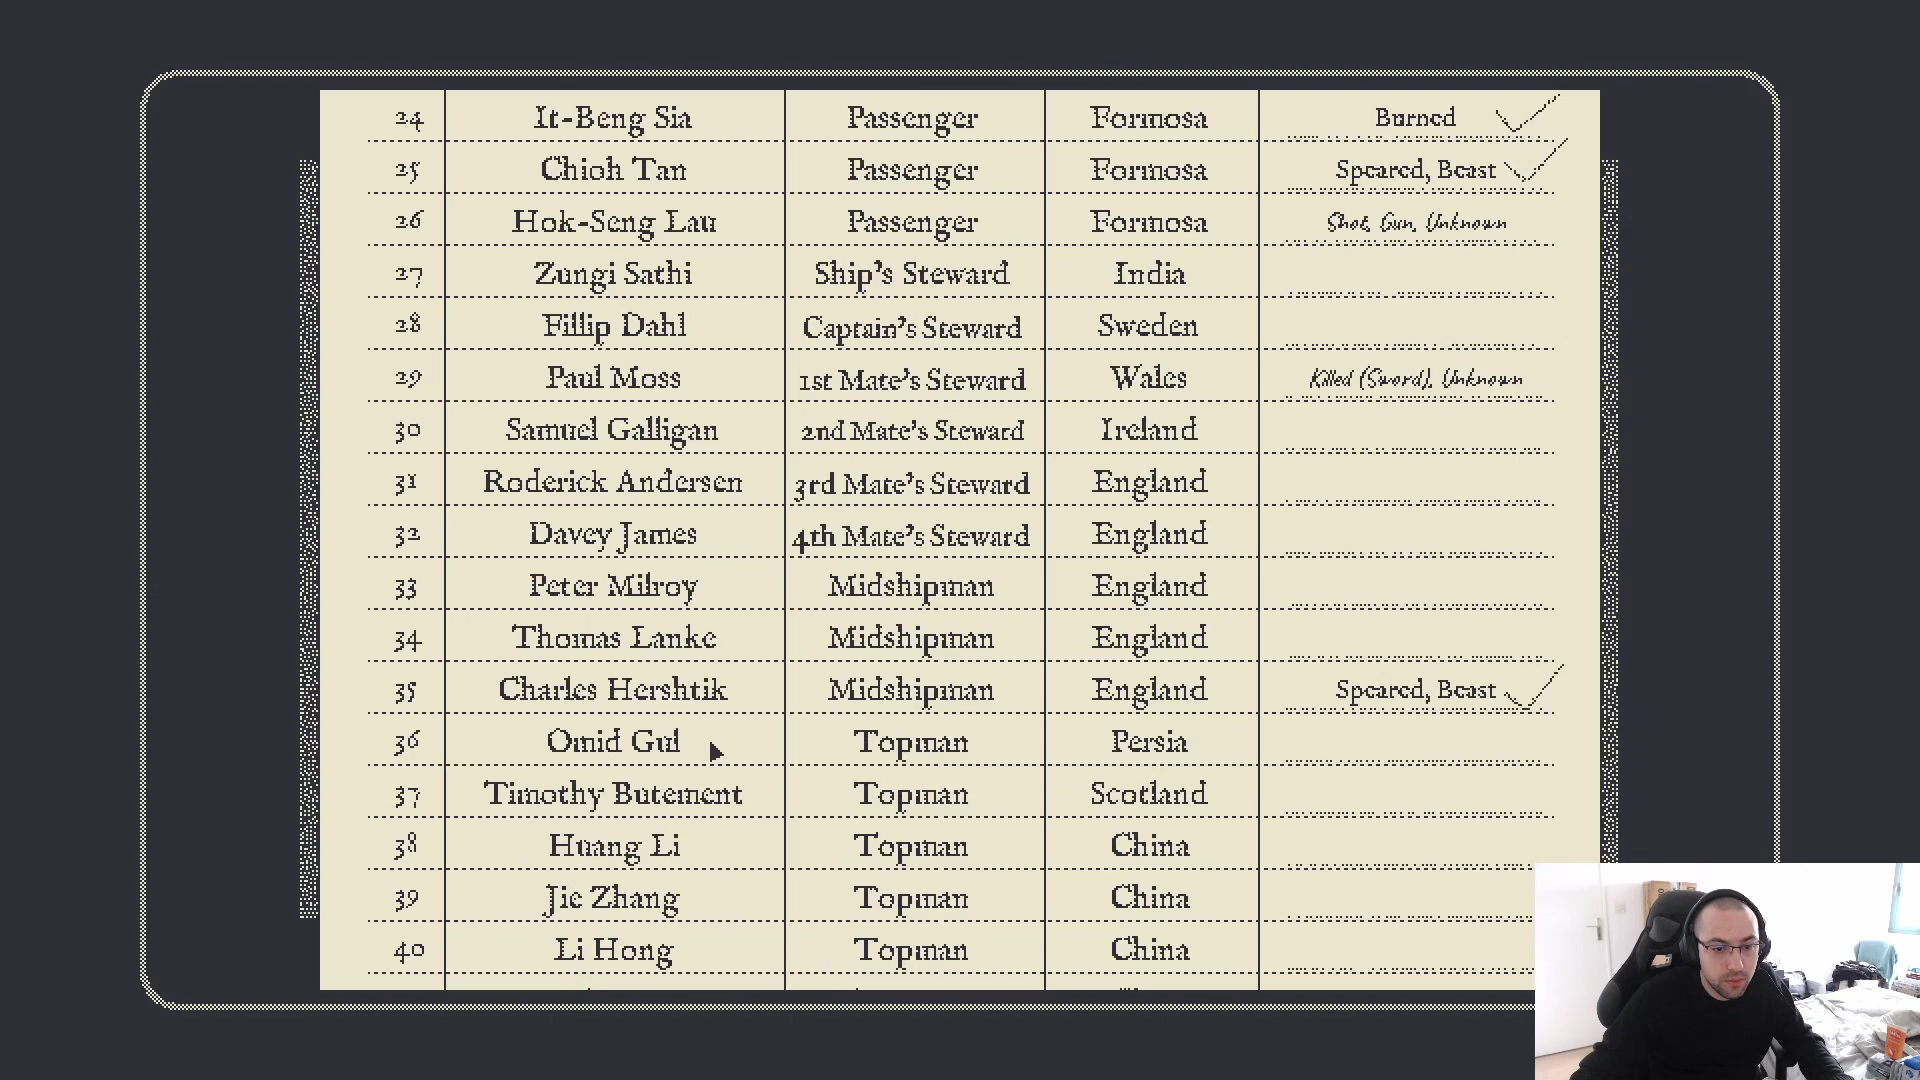 24 It-Beng Sia Passenger Formosa Burned
25 Chioh Tan Passenger Formosa Speared, Beast
26 Hok-Seng Lau Passenger Formosa Shot, Gun, Unknown
27 Zungi Sathi Ship's Steward India
28 Fillip Dahl Captain's Steward Sweden
29 Paul Moss 1st Mate's Steward Wales Killed (Sword), Unknown
30 Samuel Galligan 2nd Mate's Steward Ireland
31 Roderick Andersen 3rd Mate's Steward England
32 Davey James 4th Mate's Steward England
33 Peter Milroy Midshipman England
34 Thomas Lanke Midshipman England
35 Charles Hershtik Midshipman England Speared, Beast
36 Omid Gul Topman Persia
37 Timothy Butement Topman Scotland
38 Huang Li Topman China
39 Jie Zhang Topman China
40 Li Hong Topman China